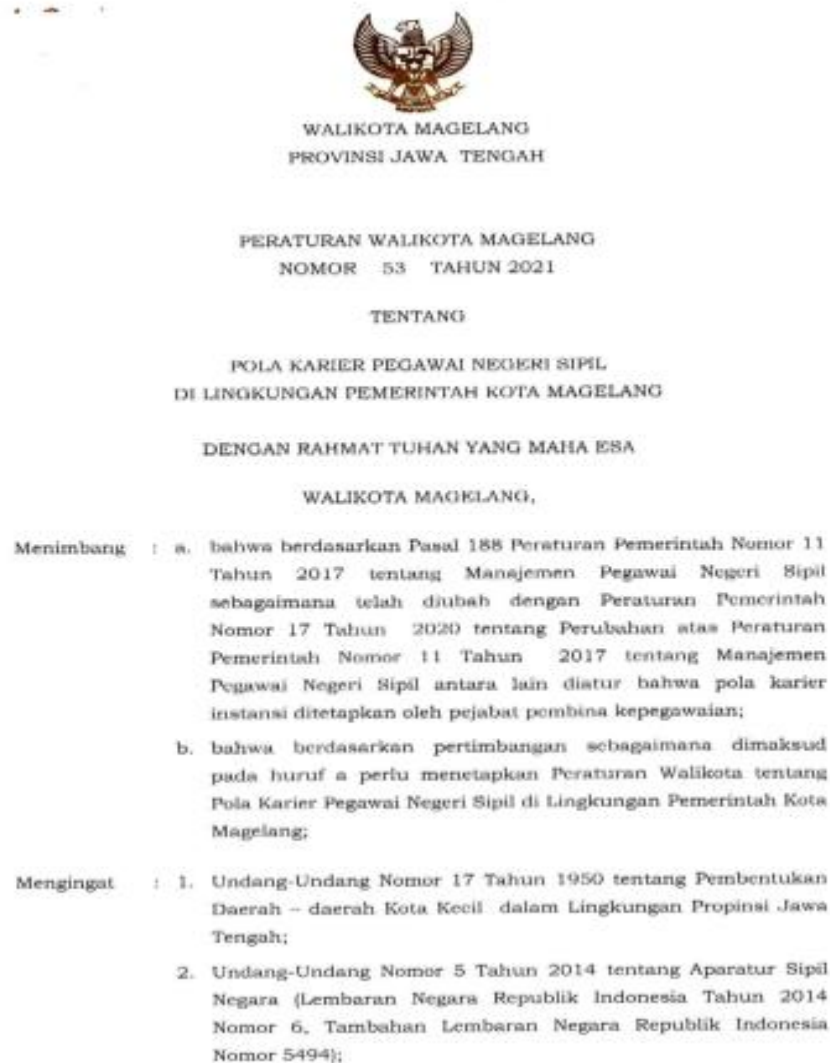 WALIKOTA MAGELANG
PROVINSI JAWA TENGAH
PERATURAN WALIKOTA MAGELANG
NOMOR 53 TAHUN 2021
TENTANG
POLA KARIER PEGAWAI NEGERI SIPIL
DI LINGKUNGAN PEMERINTAH KOTA MAGELANG
DENGAN RAHMAT TUHAN YANG MAHA ESA
WALIKOTA MAGELANG,
Menimbang : a. bahwa berdasarkan Pasal 188 Peraturan Pemerintah Nomor 11
Tahun 2017 tentang Manajemen Pegawai Negeri Sipil
sebagaimana telah diubah dengan Peraturan Pemerintah
Nomor 17 Tahun 2020 tentang Perubahan atas Peraturan
Pemerintah Nomor 11 Tahun 2017 tentang Manajemen
Pegawai Negeri Sipil antara lain diatur bahwa pola karier
instansi ditetapkan oleh pejabat pembina kepegawaian;
b. bahwa berdasarkan pertimbangan sebagaimana dimaksud
pada huruf a perlu menetapkan Peraturan Walikota tentang
Pola Karier Pegawai Negeri Sipil di Lingkungan Pemerintah Kota
Magelang;
Mengingat : 1. Undang-Undang Nomor 17 Tahun 1950 tentang Pembentukan
Daerah – daerah Kota Kecil dalam Lingkungan Propinsi Jawa
Tengah;
2. Undang-Undang Nomor 5 Tahun 2014 tentang Aparatur Sipil
Negara (Lembaran Negara Republik Indonesia Tahun 2014
Nomor 6, Tambahan Lembaran Negara Republik Indonesia
Nomor 5494);